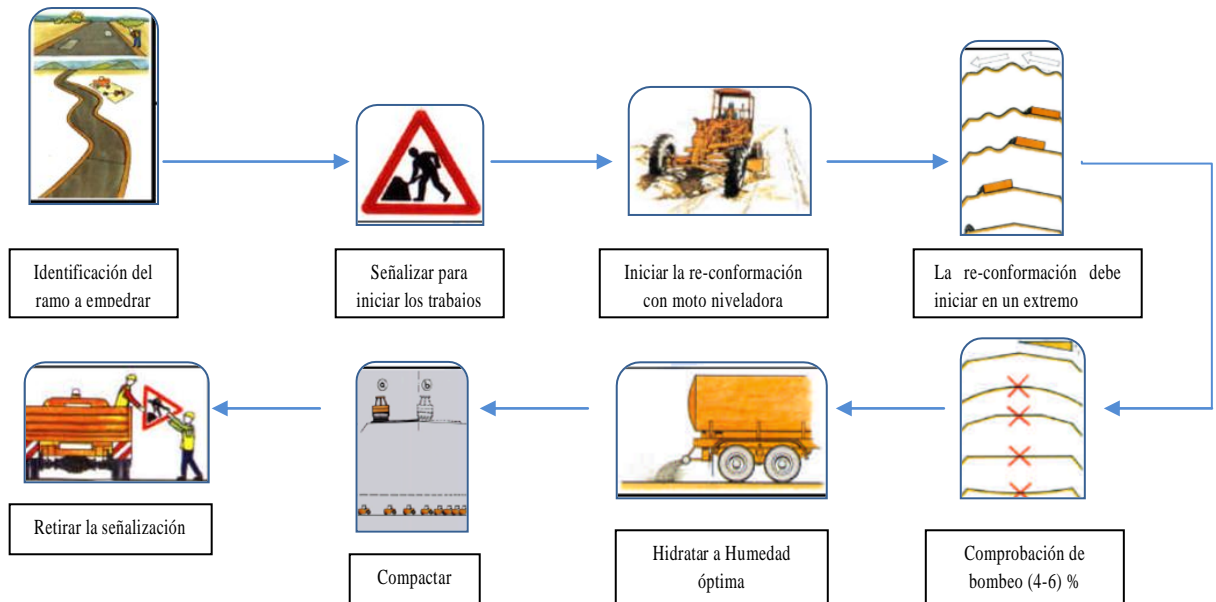 Identificación del
ramo a empedrar
Señalizar para
iniciar los trabajos
Iniciar la re-conformación
con moto niveladora
La re-conformación debe
iniciar en un extremo
Comprobación de
bombeo (4-6) %
Hidratar a Humedad
óptima
a
b
Compactar
Retirar la señalización